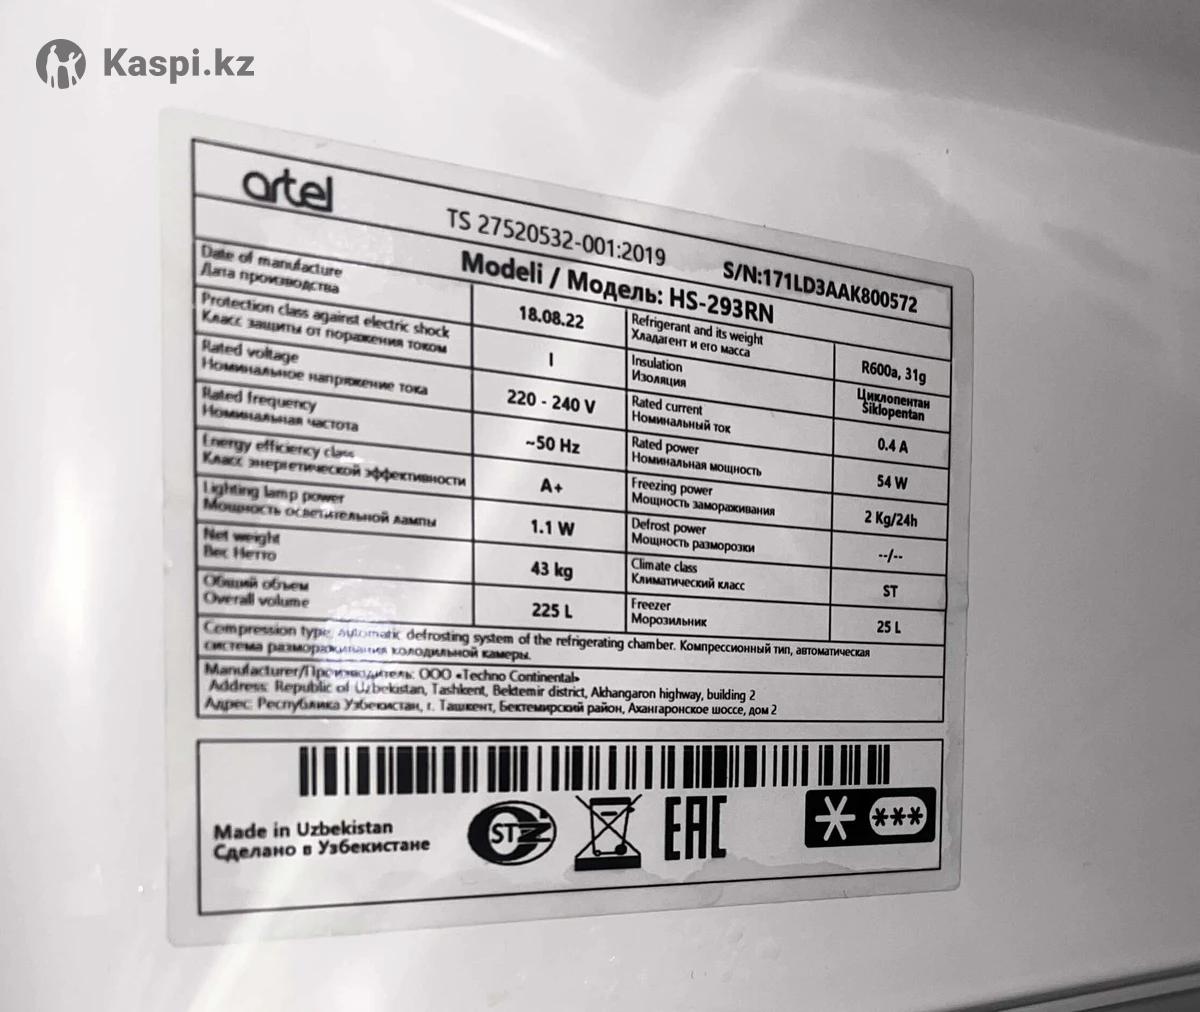 Kaspi.kz
artel
TS 27520532-001:2019
S/N:171LD3AAK800572
Modeli / Модель: HS-293RN
Date of manufacture
Дата производства
18.08.22
Refrigerant and its weight
Хладагент и его масса
R600a, 31g
Protection class against electric shock
Класс защиты от поражения током
I
Insulation
Изоляция
Циклопентан
Siklopentan
Rated voltage
Номинальное напряжение тока
220 - 240 V
Rated current
Номинальный ток
0.4 A
Rated frequency
Номинальная частота
~50 Hz
Rated power
Номинальная мощность
54 W
Energy efficiency class
Класс энергетической эффективности
A+
Freezing power
Мощность замораживания
2 Kg/24h
Lighting lamp power
Мощность осветительной лампы
1.1 W
Defrost power
Мощность разморозки
--/--
Net weight
Вес Нетто
43 kg
Climate class
Климатический класс
ST
Общий объем
Overall volume
225 L
Freezer
Морозильник
25 L
Compression type, automatic defrosting system of the refrigerating chamber. Компрессионный тип, автоматическая
система размораживания холодильной камеры.
Manufacturer/Производитель: ООО «Techno Continental»
Address: Republic of Uzbekistan, Tashkent, Bektemir district, Akhangaron highway, building 2
Адрес: Республика Узбекистан, г. Ташкент, Бектемирский район, Ахангаронское шоссе, дом 2
Made in Uzbekistan
Сделано в Узбекистане
ST
EAC